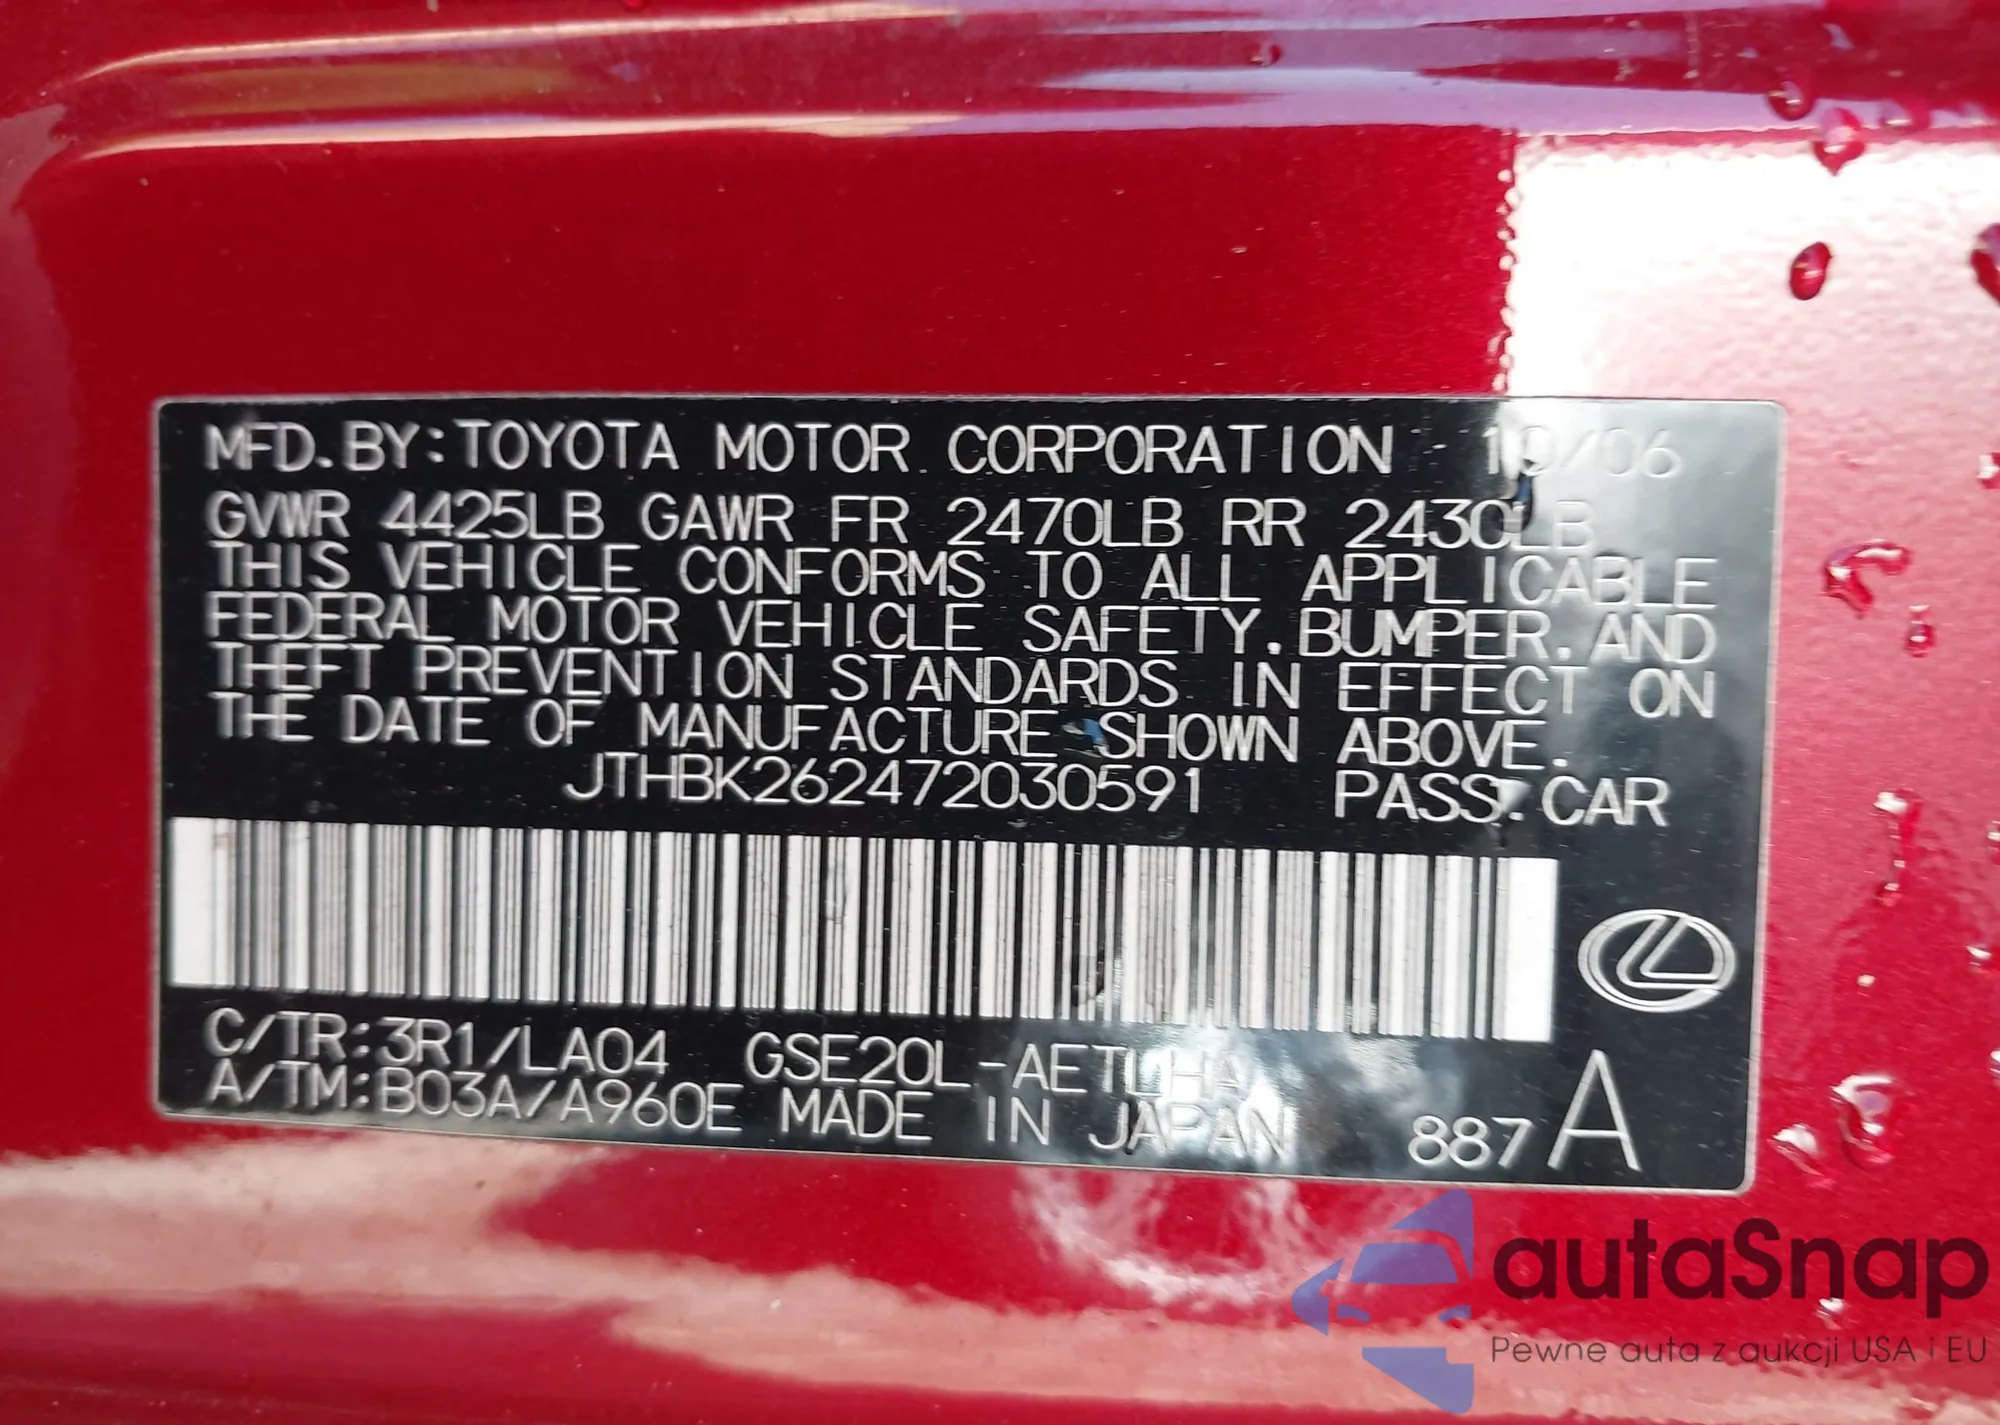 MFD.BY:TOYOTA MOTOR CORPORATION 10/06
GVWR 4425LB GAWR FR 2470LB RR 2430LB
THIS VEHICLE CONFORMS TO ALL APPLICABLE
FEDERAL MOTOR VEHICLE SAFETY.BUMPER.AND
THEFT PREVENTION STANDARDS IN EFFECT ON
THE DATE OF MANUFACTURE SHOWN ABOVE.
JTHBK262472030591 PASS.CAR
C/TR:3R1/LA04 GSE20L-AETLHA
A/TM:B03A/A960E MADE IN JAPAN 887 A
autaSnap
Pewne auta z aukcji USA i EU